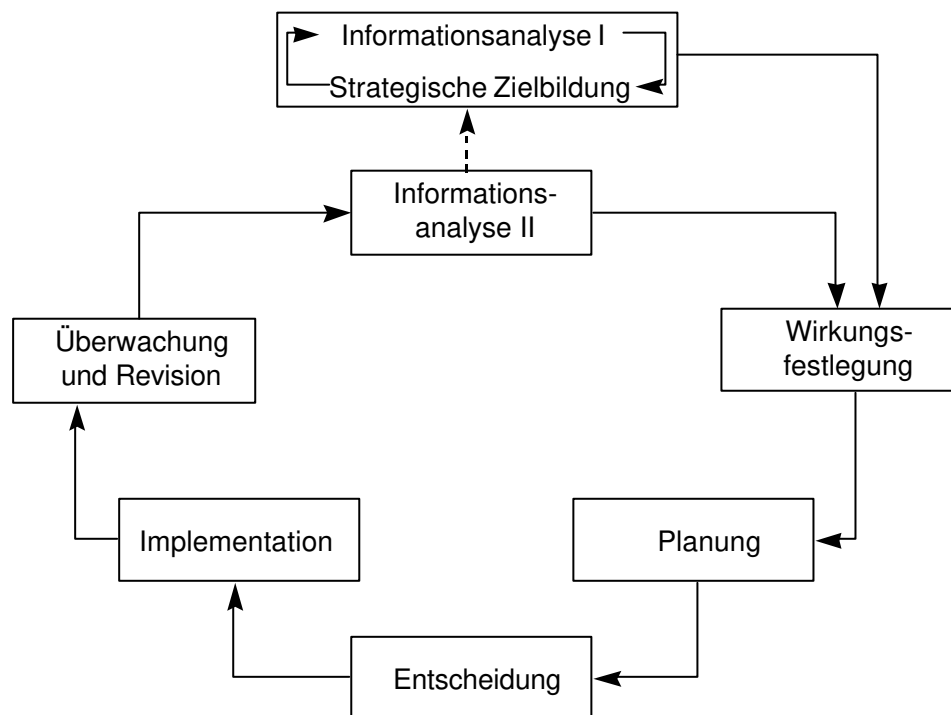 Informationsanalyse I
Strategische Zielbildung
Informations-
analyse II
Überwachung
und Revision
Wirkungs-
festlegung
Implementation
Planung
Entscheidung